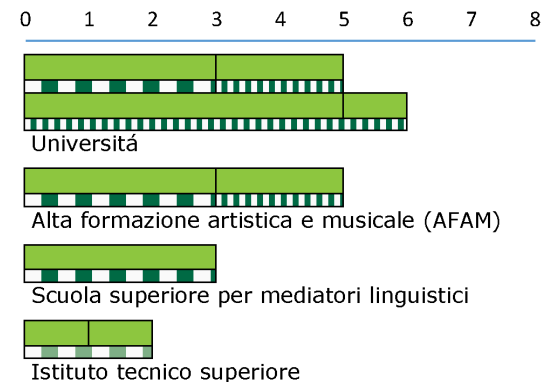 0 1 2 3 4 5 6 7 8
Universitá
Alta formazione artistica e musicale (AFAM)
Scuola superiore per mediatori linguistici
Istituto tecnico superiore